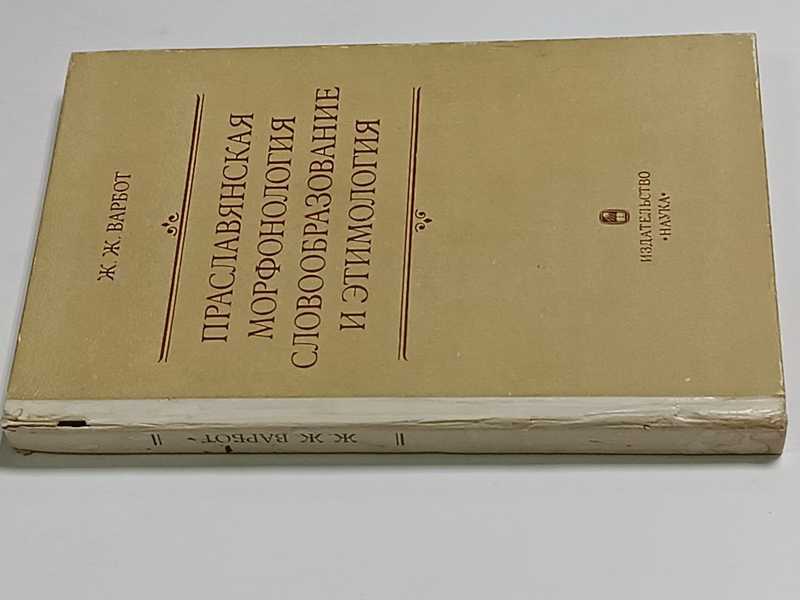 Ж. Ж. ВАРБОТ
ПРАСЛАВЯНСКАЯ
МОРФОНОЛОГИЯ
СЛОВООБРАЗОВАНИЕ
И ЭТИМОЛОГИЯ
ИЗДАТЕЛЬСТВО
«НАУКА»
Ж. Ж. ВАРБОТ